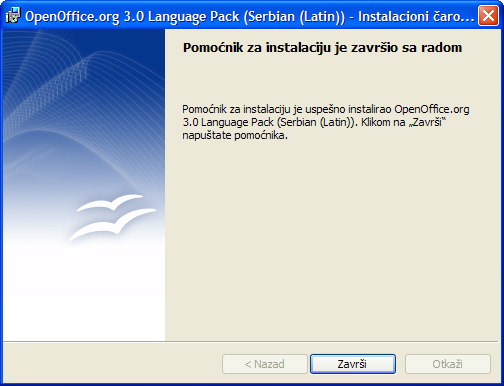 OpenOffice.org 3.0 Language Pack (Serbian (Latin)) - Instalacioni čaro...
Pomoćnik za instalaciju je završio sa radom
Pomoćnik za instalaciju je uspešno instalirao OpenOffice.org
3.0 Language Pack (Serbian (Latin)). Klikom na „Završi“
napuštate pomoćnika.
< Nazad
Završi
Otkaži